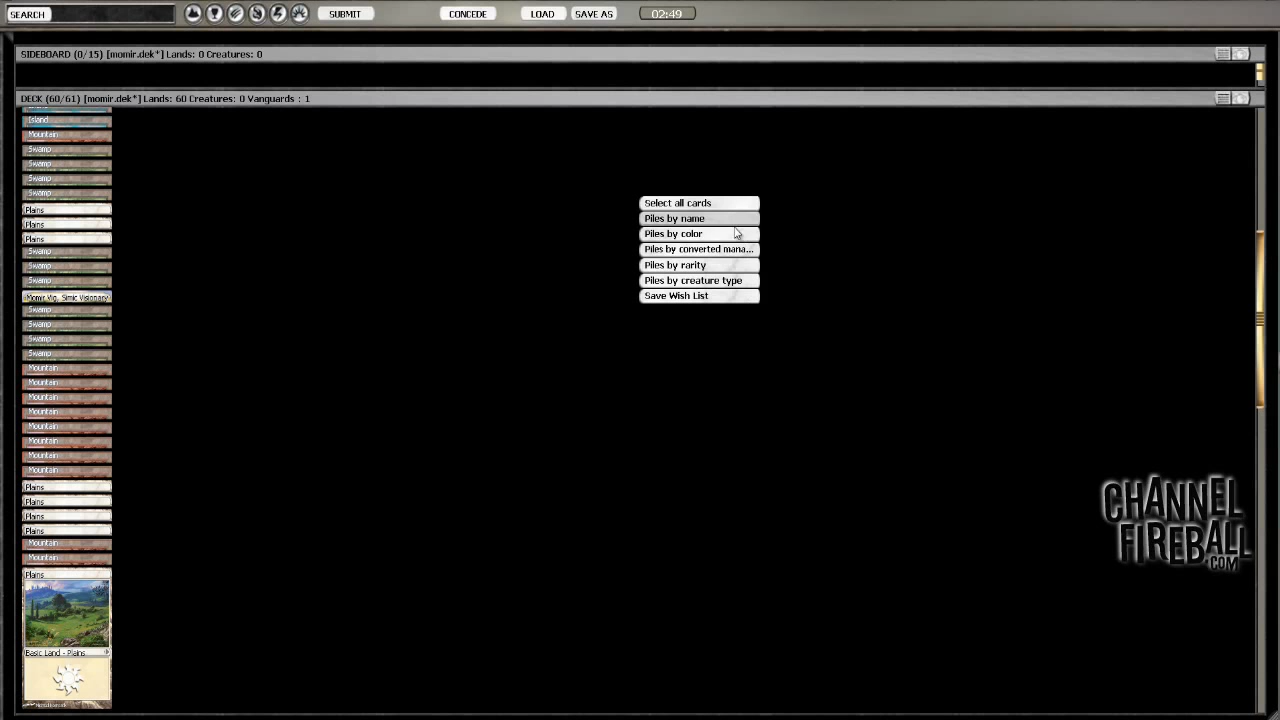 SEARCH SUBMIT CONCEDE LOAD SAVE AS 02:49
SIDEBOARD (0/15) [momir.dek*] Lands: 0 Creatures: 0
DECK (60/61) [momir.dek*] Lands: 60 Creatures: 0 Vanguards : 1
Island
Mountain
Swamp
Swamp
Swamp
Swamp
Plains
Plains
Plains
Swamp
Swamp
Swamp
Momir Vig, Simic Visionary
Swamp
Swamp
Swamp
Swamp
Mountain
Mountain
Mountain
Mountain
Mountain
Mountain
Mountain
Mountain
Plains
Plains
Plains
Plains
Mountain
Mountain
Plains
Basic Land - Plains
Select all cards
Piles by name
Piles by color
Piles by converted mana...
Piles by rarity
Piles by creature type
Save Wish List
CHANNEL
FIREBALL
.COM